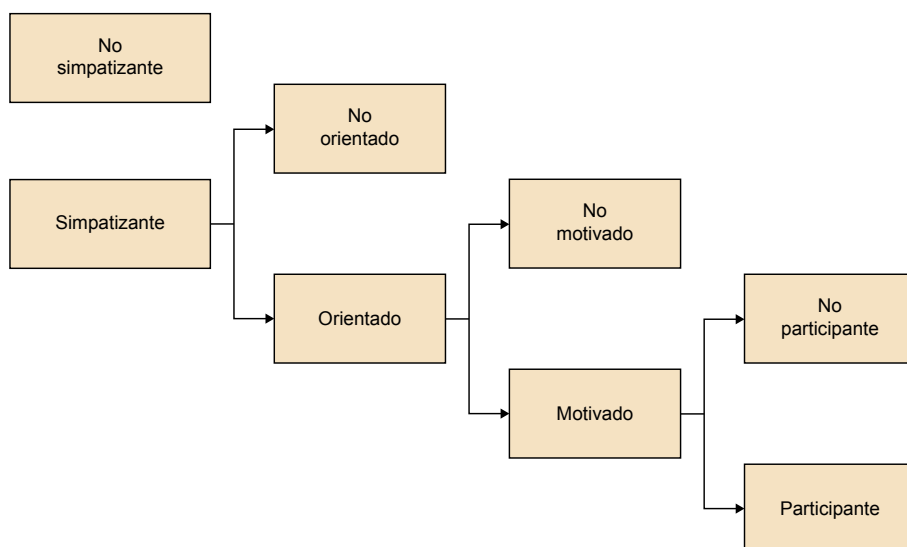 No
simpatizante
No
orientado
Simpatizante
No
motivado
Orientado
No
participante
Motivado
Participante